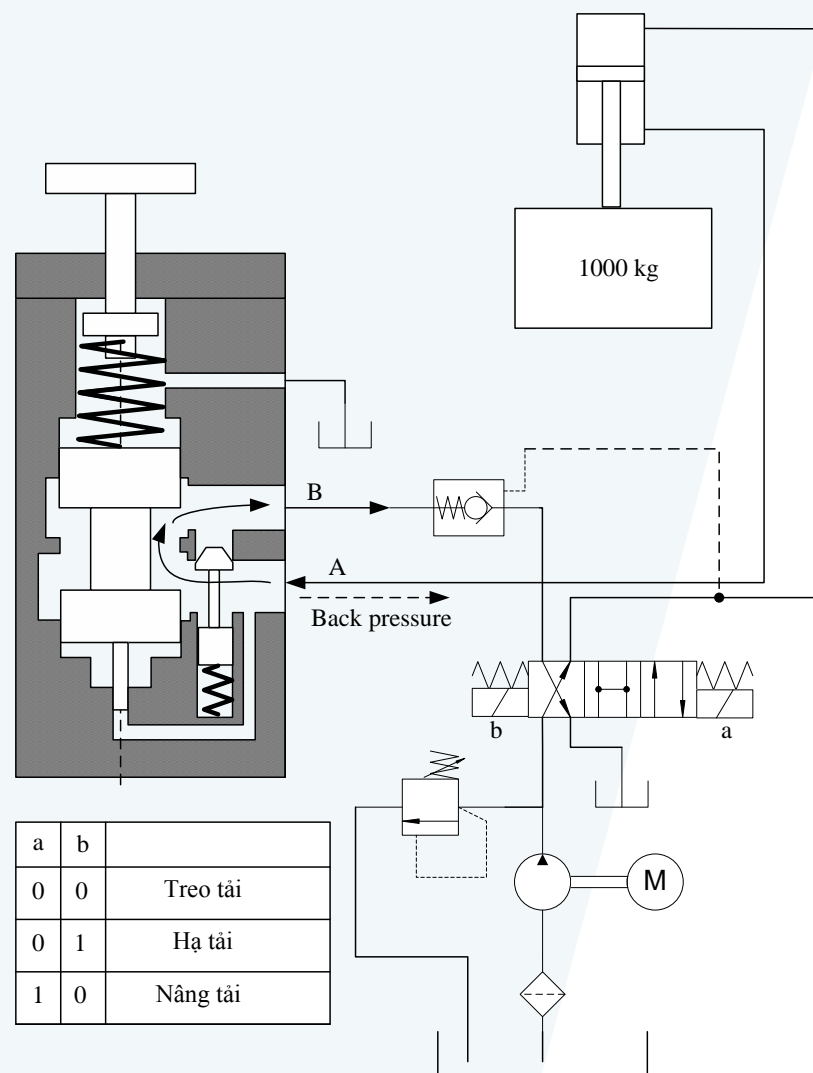 1000 kg
B
A
Back pressure
b
a
M
a b
0 0 Treo tải
0 1 Hạ tải
1 0 Nâng tải